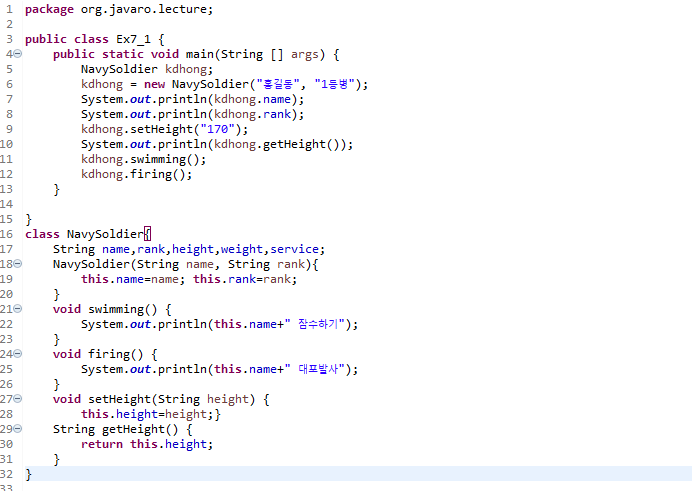 1 package org.javaro.lecture;
2
3 public class Ex7_1 {
4     public static void main(String [] args) {
5         NavySoldier kdhong;
6         kdhong = new NavySoldier("홍길동", "1등병");
7         System.out.println(kdhong.name);
8         System.out.println(kdhong.rank);
9         kdhong.setHeight("170");
10         System.out.println(kdhong.getHeight());
11         kdhong.swimming();
12         kdhong.firing();
13     }
14
15 }
16 class NavySoldier{
17     String name,rank,height,weight,service;
18     NavySoldier(String name, String rank){
19         this.name=name; this.rank=rank;
20     }
21     void swimming() {
22         System.out.println(this.name+" 잠수하기");
23     }
24     void firing() {
25         System.out.println(this.name+" 대포발사");
26     }
27     void setHeight(String height) {
28         this.height=height;}
29     String getHeight() {
30         return this.height;
31     }
32 }
33